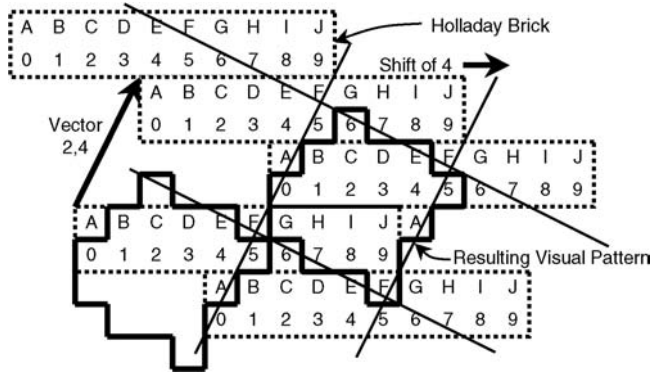 A B C D E F G H I J
Holladay Brick
0 1 2 3 4 5 6 7 8 9
Shift of 4
A B C D E F G H I J
Vector
2,4
0 1 2 3 4 5 6 7 8 9
A B C D E F G H I J
0 1 2 3 4 5 6 7 8 9
A B C D E F G H I J A
0 1 2 3 4 5 6 7 8 9
Resulting Visual Pattern
A B C D E F G H I J
0 1 2 3 4 5 6 7 8 9